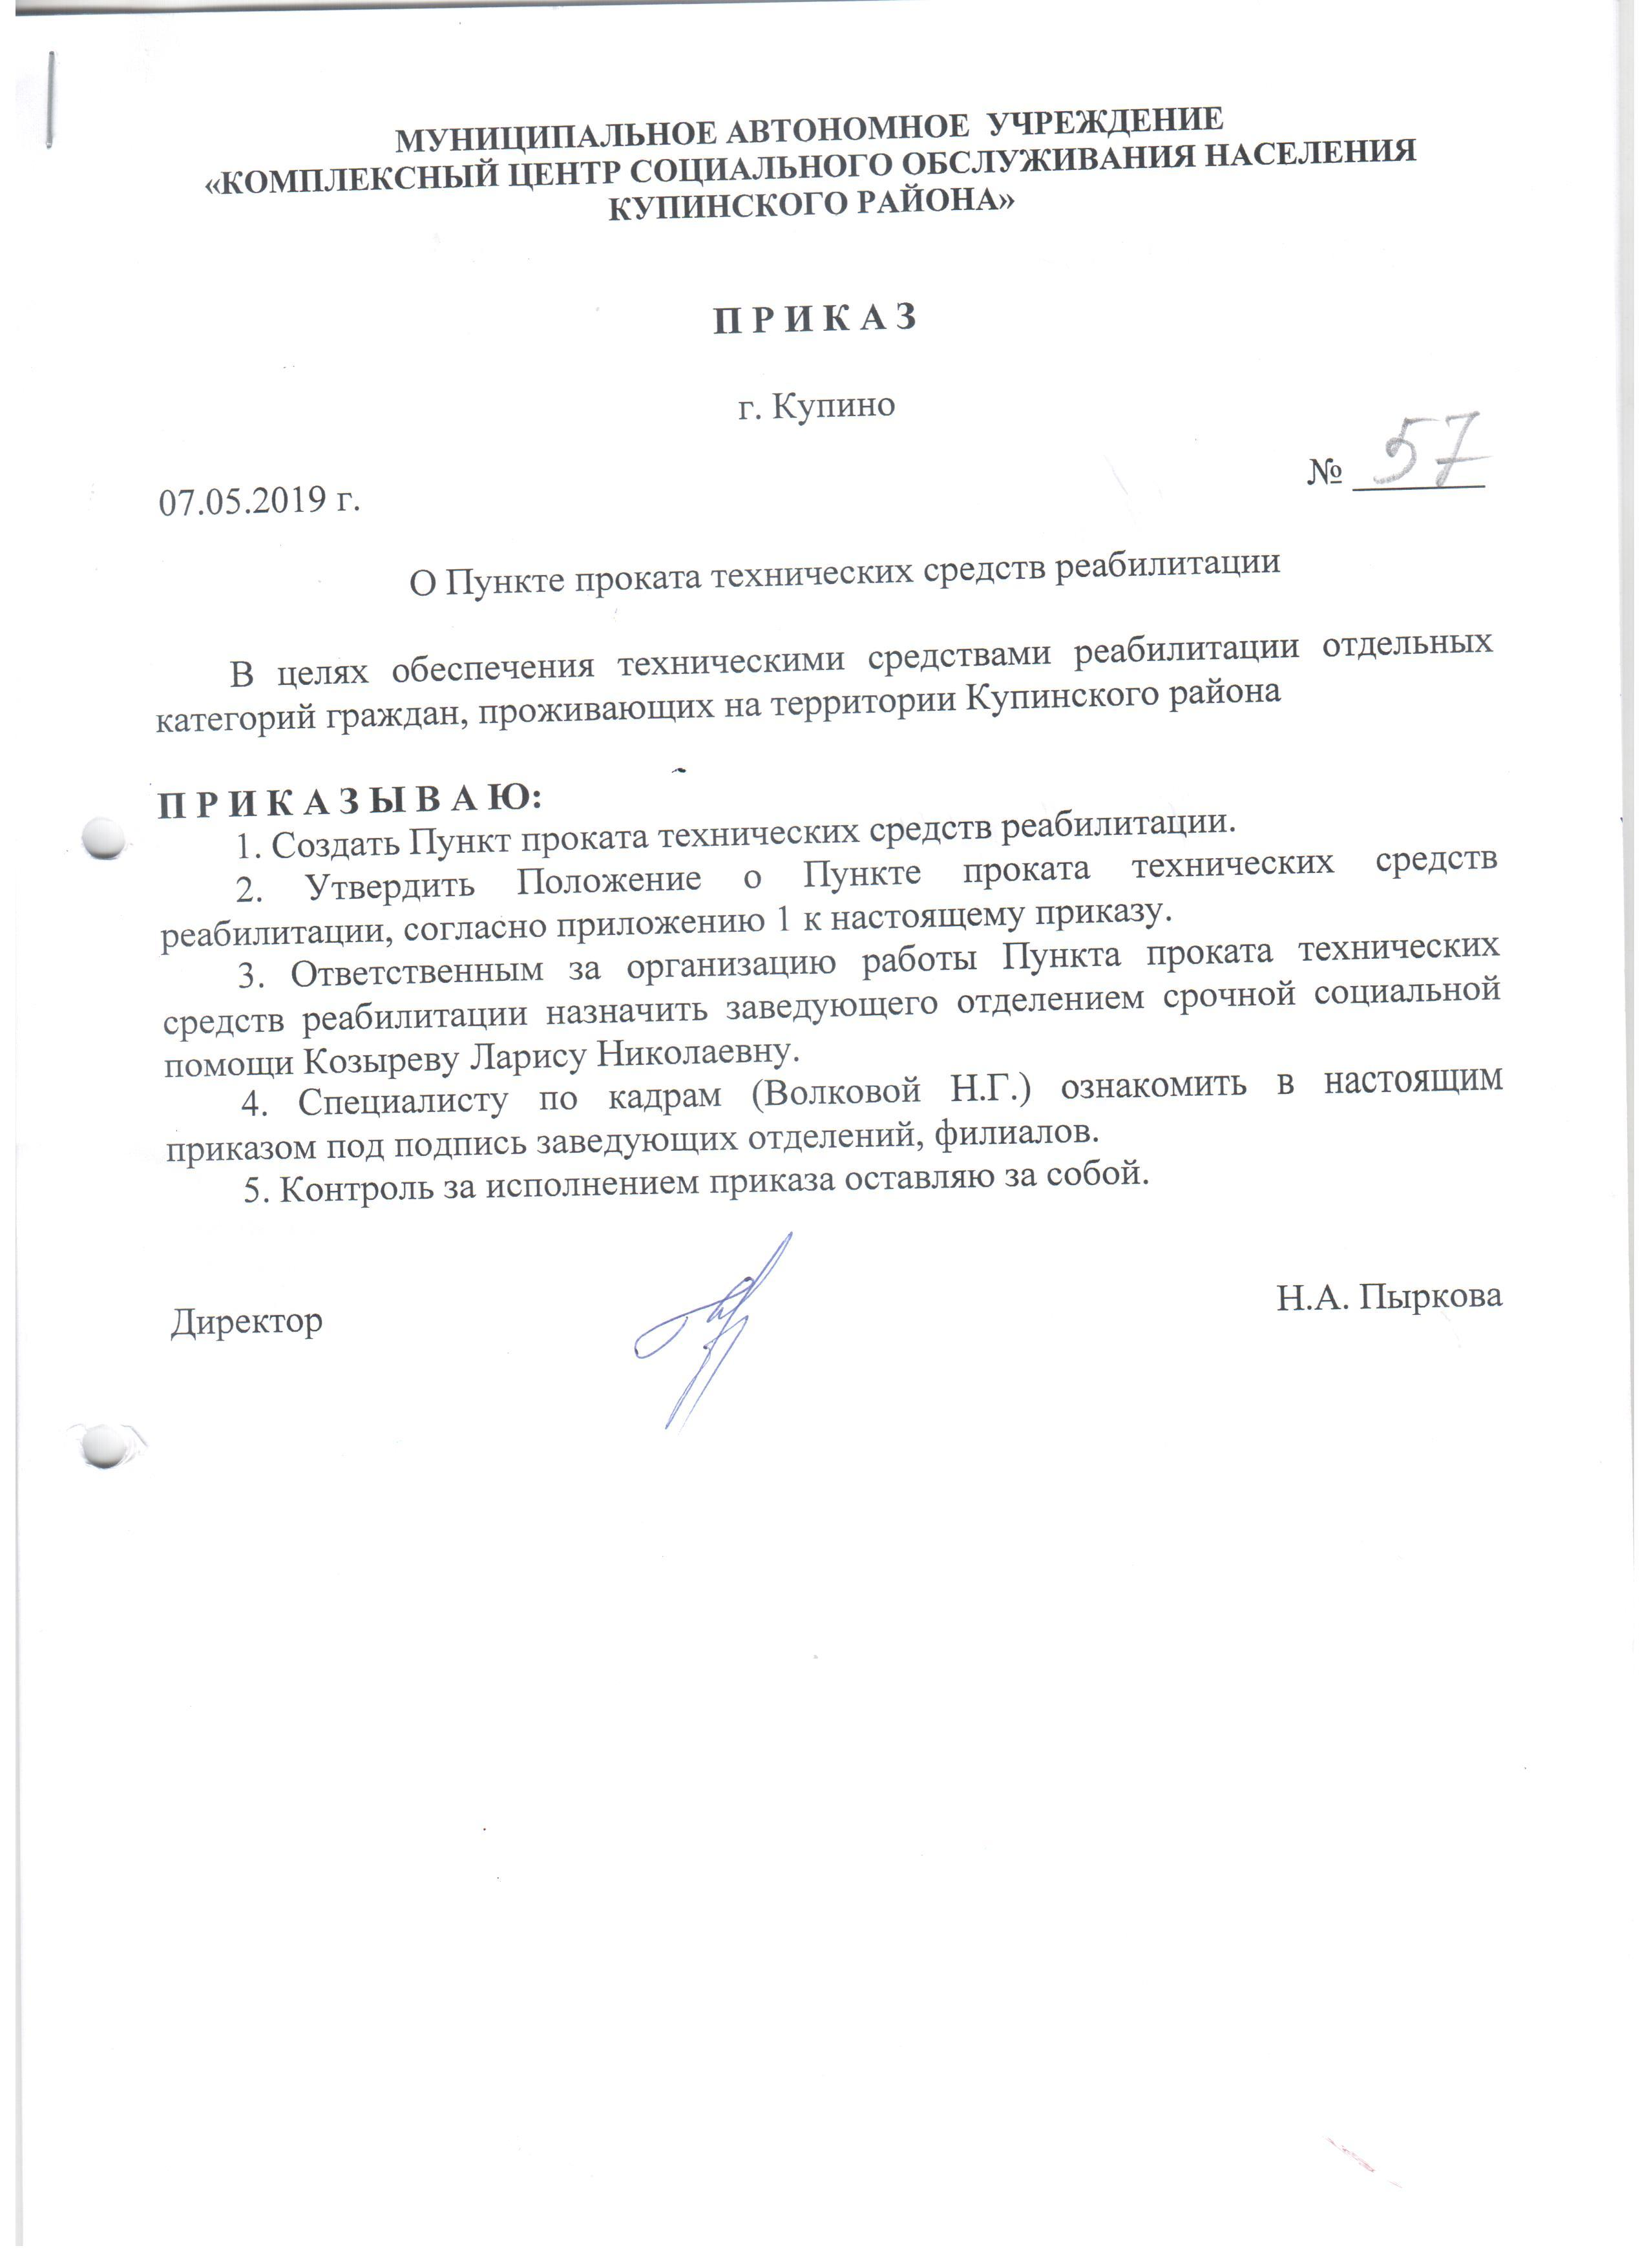 МУНИЦИПАЛЬНОЕ АВТОНОМНОЕ УЧРЕЖДЕНИЕ
«КОМПЛЕКСНЫЙ ЦЕНТР СОЦИАЛЬНОГО ОБСЛУЖИВАНИЯ НАСЕЛЕНИЯ
КУПИНСКОГО РАЙОНА»
П Р И К А З
г. Купино
07.05.2019 г. № 57
О Пункте проката технических средств реабилитации
В целях обеспечения техническими средствами реабилитации отдельных
категорий граждан, проживающих на территории Купинского района
П Р И К А З Ы В А Ю:
1. Создать Пункт проката технических средств реабилитации.
2. Утвердить Положение о Пункте проката технических средств
реабилитации, согласно приложению 1 к настоящему приказу.
3. Ответственным за организацию работы Пункта проката технических
средств реабилитации назначить заведующего отделением срочной социальной
помощи Козыреву Ларису Николаевну.
4. Специалисту по кадрам (Волковой Н.Г.) ознакомить в настоящим
приказом под подпись заведующих отделений, филиалов.
5. Контроль за исполнением приказа оставляю за собой.
Директор Н.А. Пыркова